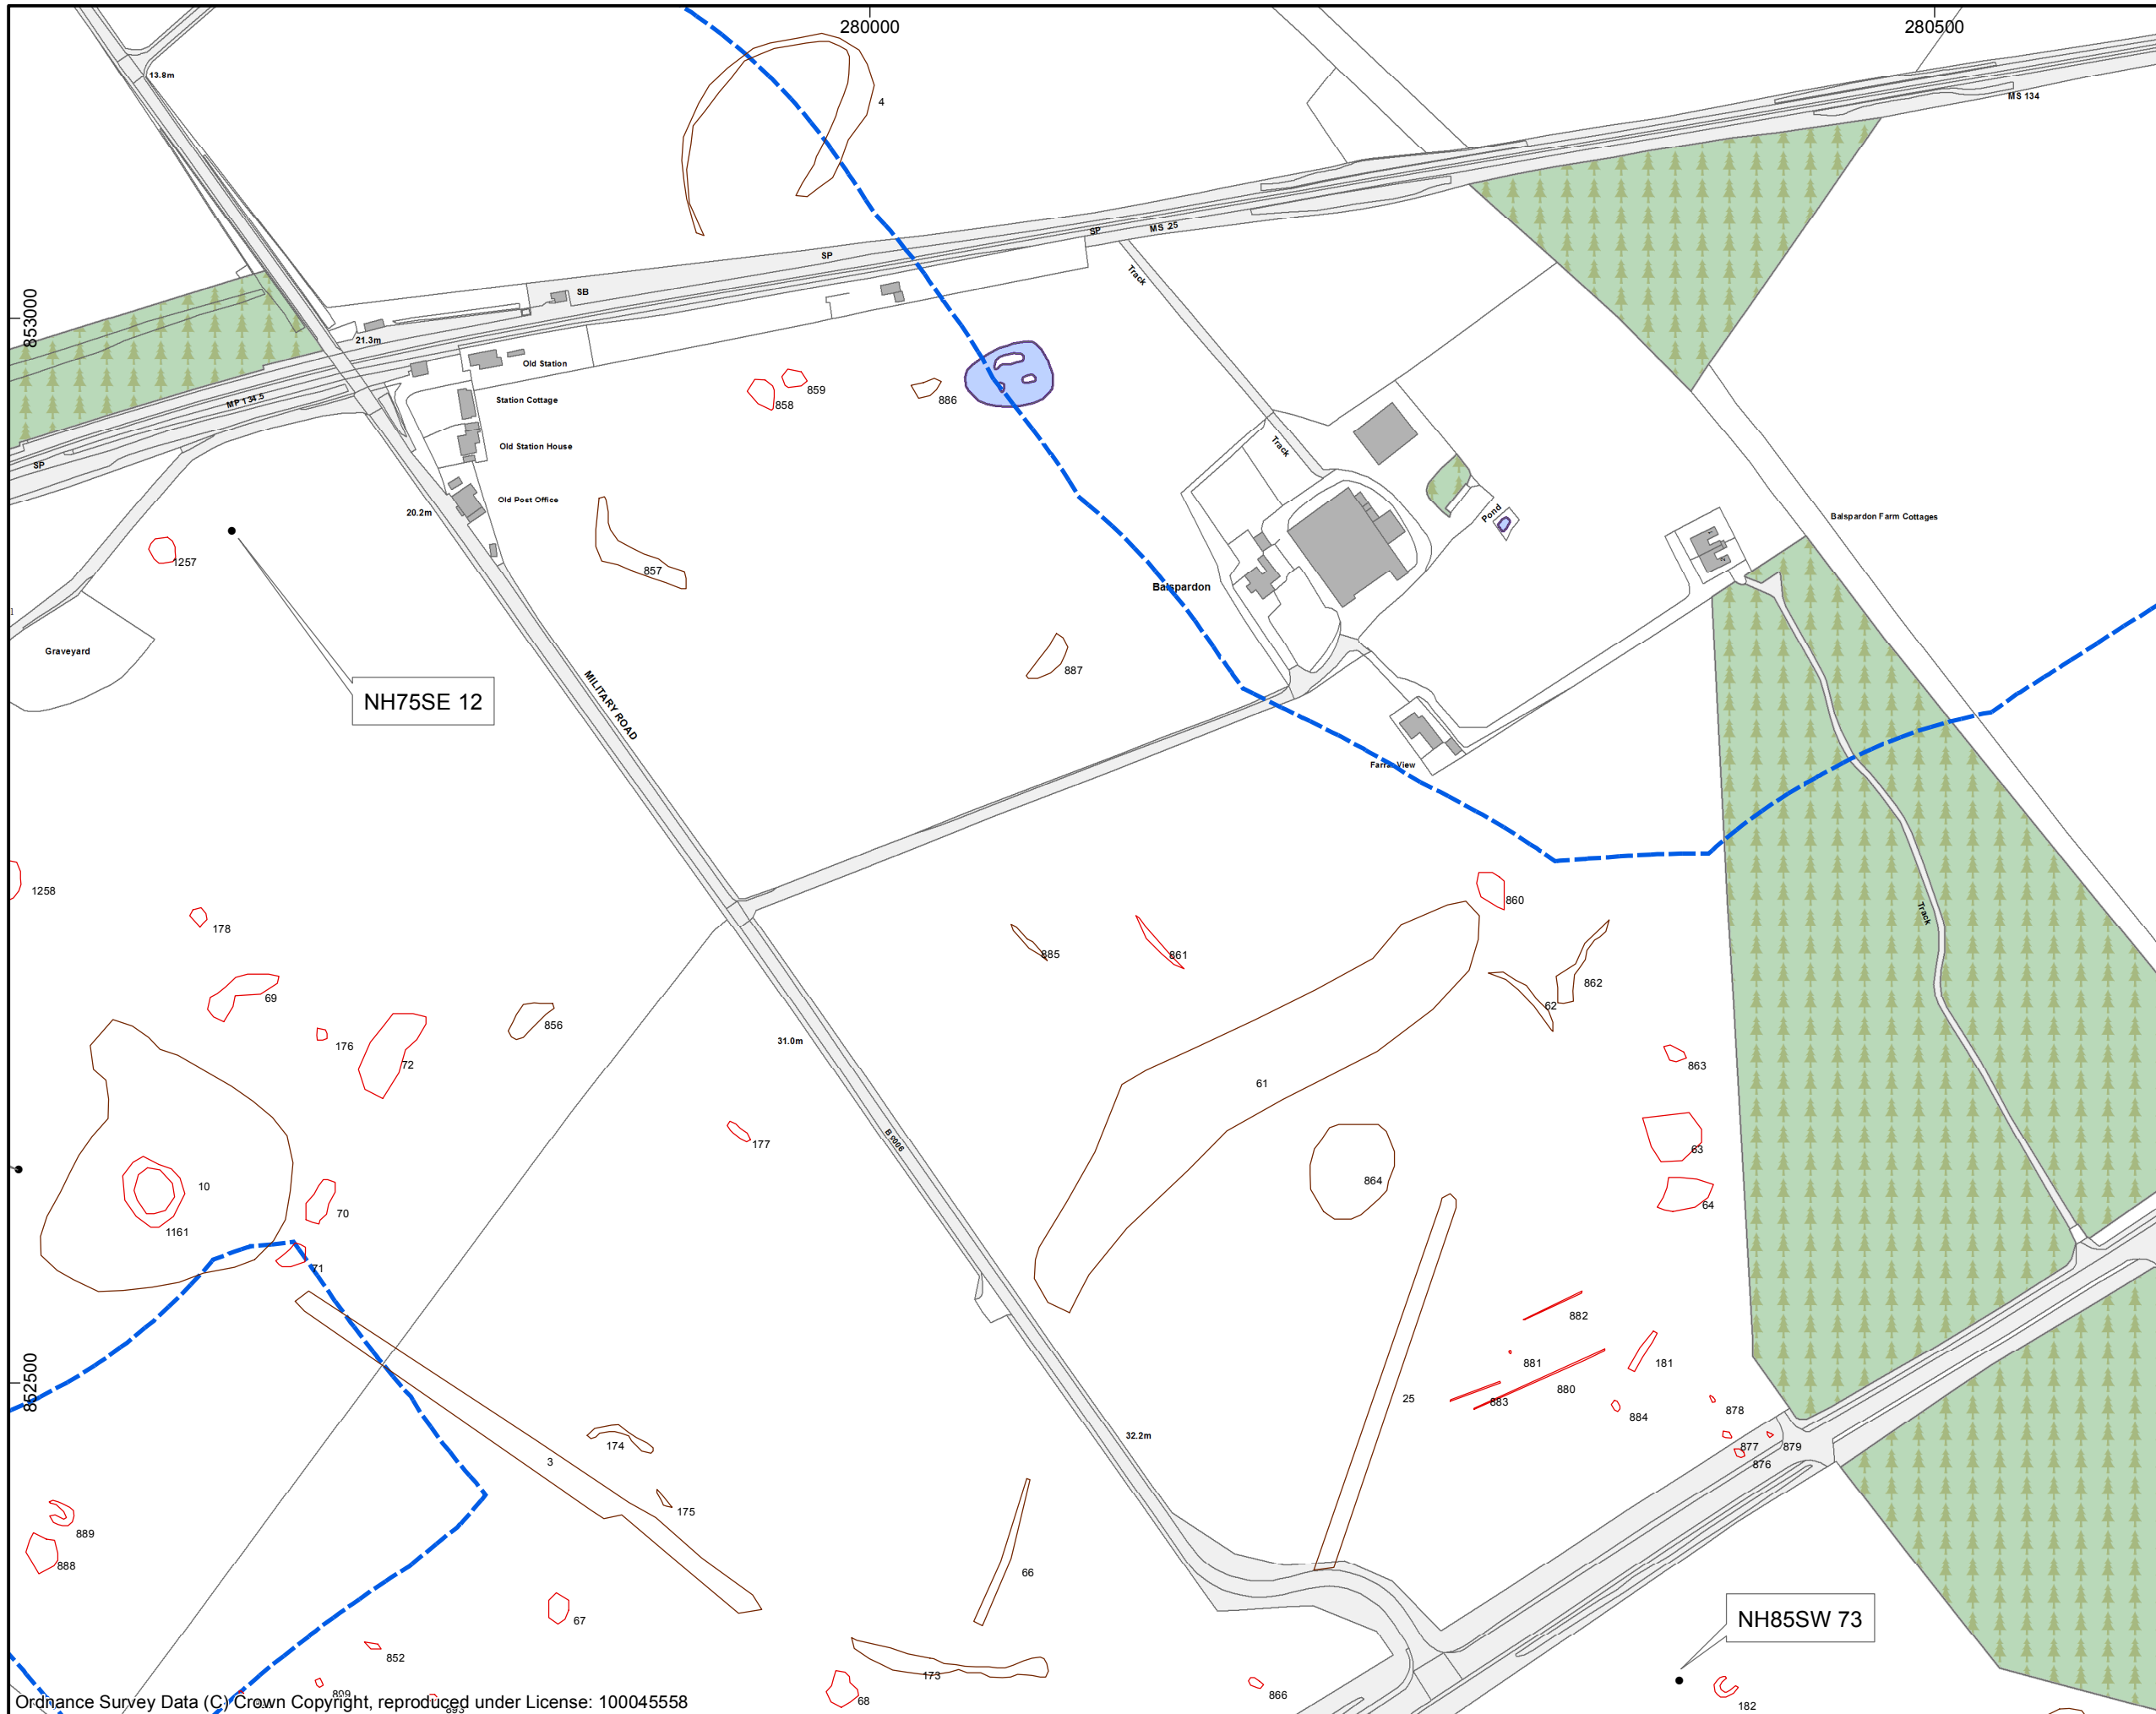 280000
280500
13.8m
4
MS 134
SP
MS 25
SP
Track
SB
853000
21.3m
Old Station
859
858
886
Station Cottage
MP 134.5
Old Station House
Track
SP
Old Post Office
20.2m
Pond
Balspardon Farm Cottages
1257
857
Balspardon
Graveyard
887
NH75SE 12
MILITARY ROAD
Farral View
1258
860
178
Track
885
861
69
862
62
856
176
31.0m
72
863
61
177
B 9006
63
864
10
70
64
1161
71
882
881
181
852500
880
25
883
878
884
32.2m
174
877
879
3
876
175
889
888
66
67
NH85SW 73
852
173
866
68
899
893
182
Ordnance Survey Data (C) Crown Copyright, reproduced under License: 100045558